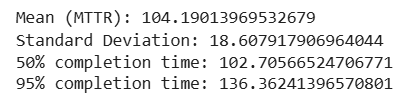 Mean (MTTR): 104.19013969532679
Standard Deviation: 18.607917906964044
50% completion time: 102.70566524706771
95% completion time: 136.36241396570801